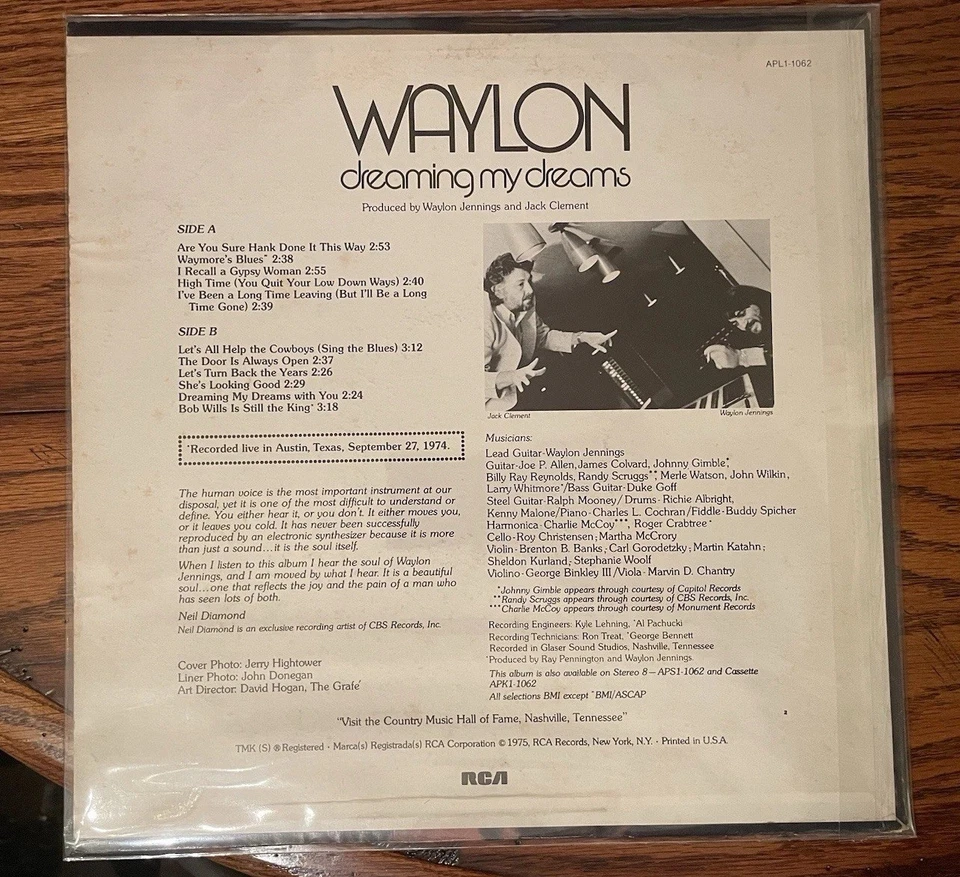 APL1-1062
WAYLON
dreaming my dreams
Produced by Waylon Jennings and Jack Clement
SIDE A
Are You Sure Hank Done It This Way 2:53
Waymore's Blues* 2:38
I Recall a Gypsy Woman 2:55
High Time (You Quit Your Low Down Ways) 2:40
I've Been a Long Time Leaving (But I'll Be a Long
Time Gone) 2:39
SIDE B
Let's All Help the Cowboys (Sing the Blues) 3:12
The Door Is Always Open 2:37
Let's Turn Back the Years 2:26
She's Looking Good 2:29
Dreaming My Dreams with You 2:24
Bob Wills Is Still the King* 3:18
*Recorded live in Austin, Texas, September 27, 1974.
The human voice is the most important instrument at our
disposal, yet it is one of the most difficult to understand or
define. You either hear it, or you don't. It either moves you,
or it leaves you cold. It has never been successfully
reproduced by an electronic synthesizer because it is more
than just a sound...it is the soul itself.
When I listen to this album I hear the soul of Waylon
Jennings, and I am moved by what I hear. It is a beautiful
soul...one that reflects the joy and the pain of a man who
has seen lots of both.
Neil Diamond
Neil Diamond is an exclusive recording artist of CBS Records, Inc.
Cover Photo: Jerry Hightower
Liner Photo: John Donegan
Art Director: David Hogan, The Grafe'
Jack Clement
Waylon Jennings
Musicians:
Lead Guitar-Waylon Jennings
Guitar-Joe P. Allen, James Colvard, Johnny Gimble*,
Billy Ray Reynolds, Randy Scruggs**, Merle Watson, John Wilkin,
Larry Whitmore*/Bass Guitar-Duke Goff
Steel Guitar-Ralph Mooney/Drums-Richie Albright,
Kenny Malone/Piano-Charles L. Cochran/Fiddle-Buddy Spicher
Harmonica-Charlie McCoy***, Roger Crabtree*
Cello-Roy Christensen; Martha McCrory
Violin-Brenton B. Banks; Carl Gorodetzky; Martin Katahn;
Sheldon Kurland; Stephanie Woolf
Violino-George Binkley III/Viola-Marvin D. Chantry
*Johnny Gimble appears through courtesy of Capitol Records
**Randy Scruggs appears through courtesy of CBS Records, Inc.
***Charlie McCoy appears through courtesy of Monument Records
Recording Engineers: Kyle Lehning, *Al Pachucki
Recording Technicians: Ron Treat, *George Bennett
Recorded in Glaser Sound Studios, Nashville, Tennessee
*Produced by Ray Pennington and Waylon Jennings.
This album is also available on Stereo 8—APS1-1062 and Cassette
APK1-1062
All selections BMI except *BMI/ASCAP
"Visit the Country Music Hall of Fame, Nashville, Tennessee"
2
TMK (S) ® Registered • Marca(s) Registrada(s) RCA Corporation © 1975, RCA Records, New York, N.Y. • Printed in U.S.A.
RCA